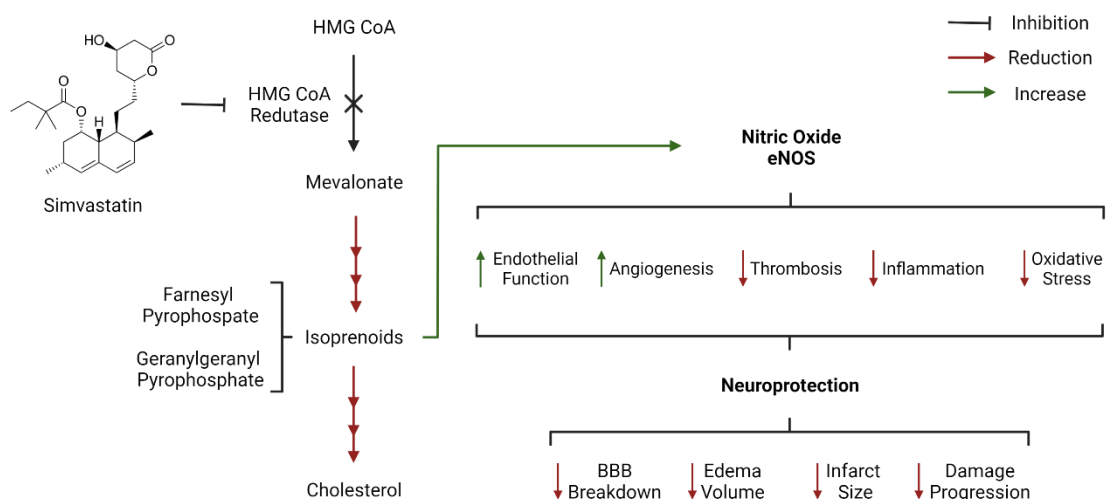 HMG CoA
Inhibition
Reduction
Increase
HO
O
O
O
O
H
HMG CoA
Redutase
Simvastatin
Mevalonate
Nitric Oxide
eNOS
Endothelial
Function
Angiogenesis
Thrombosis
Inflammation
Oxidative
Stress
Farnesyl
Pyrophospate
Isoprenoids
Geranylgeranyl
Pyrophosphate
Neuroprotection
Cholesterol
BBB
Breakdown
Edema
Volume
Infarct
Size
Damage
Progression